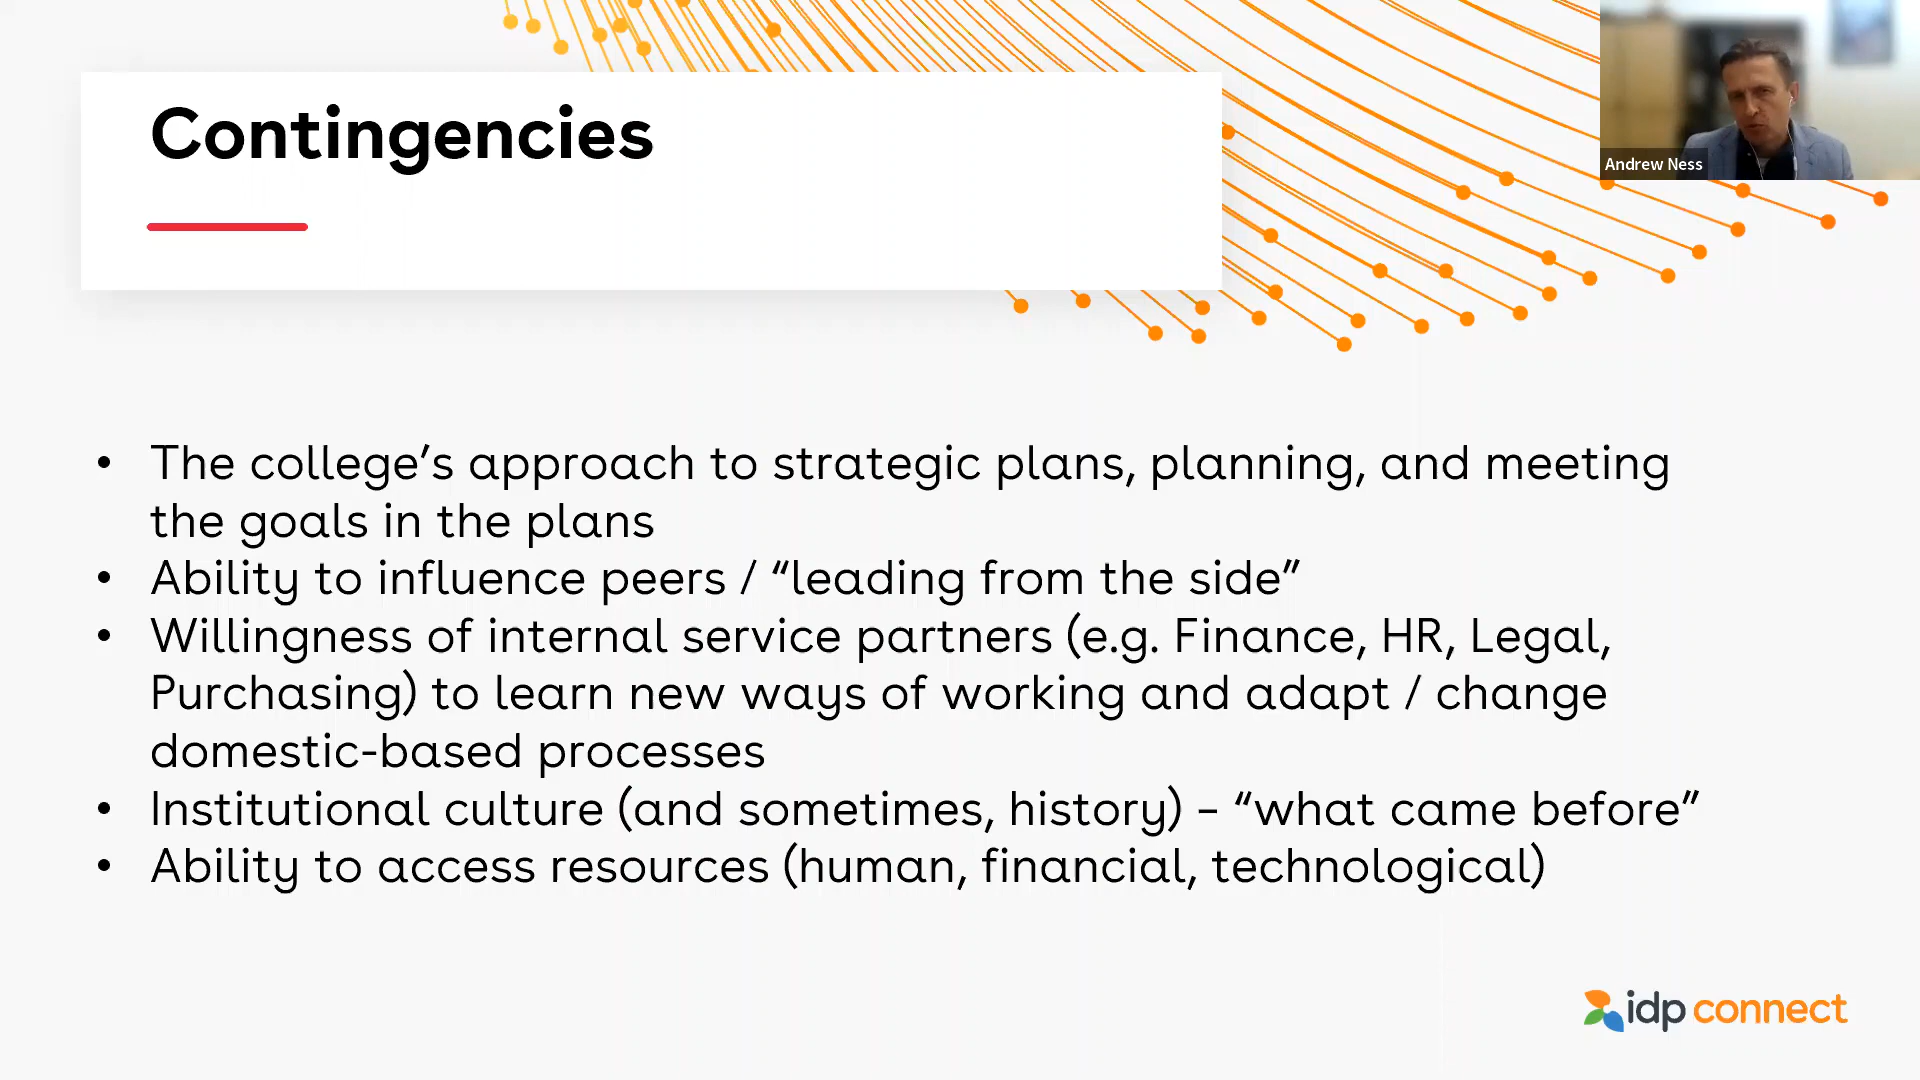 Contingencies
Andrew Ness
• The college’s approach to strategic plans, planning, and meeting
the goals in the plans
• Ability to influence peers / “leading from the side”
• Willingness of internal service partners (e.g. Finance, HR, Legal,
Purchasing) to learn new ways of working and adapt / change
domestic-based processes
• Institutional culture (and sometimes, history) – “what came before”
• Ability to access resources (human, financial, technological)
idp connect